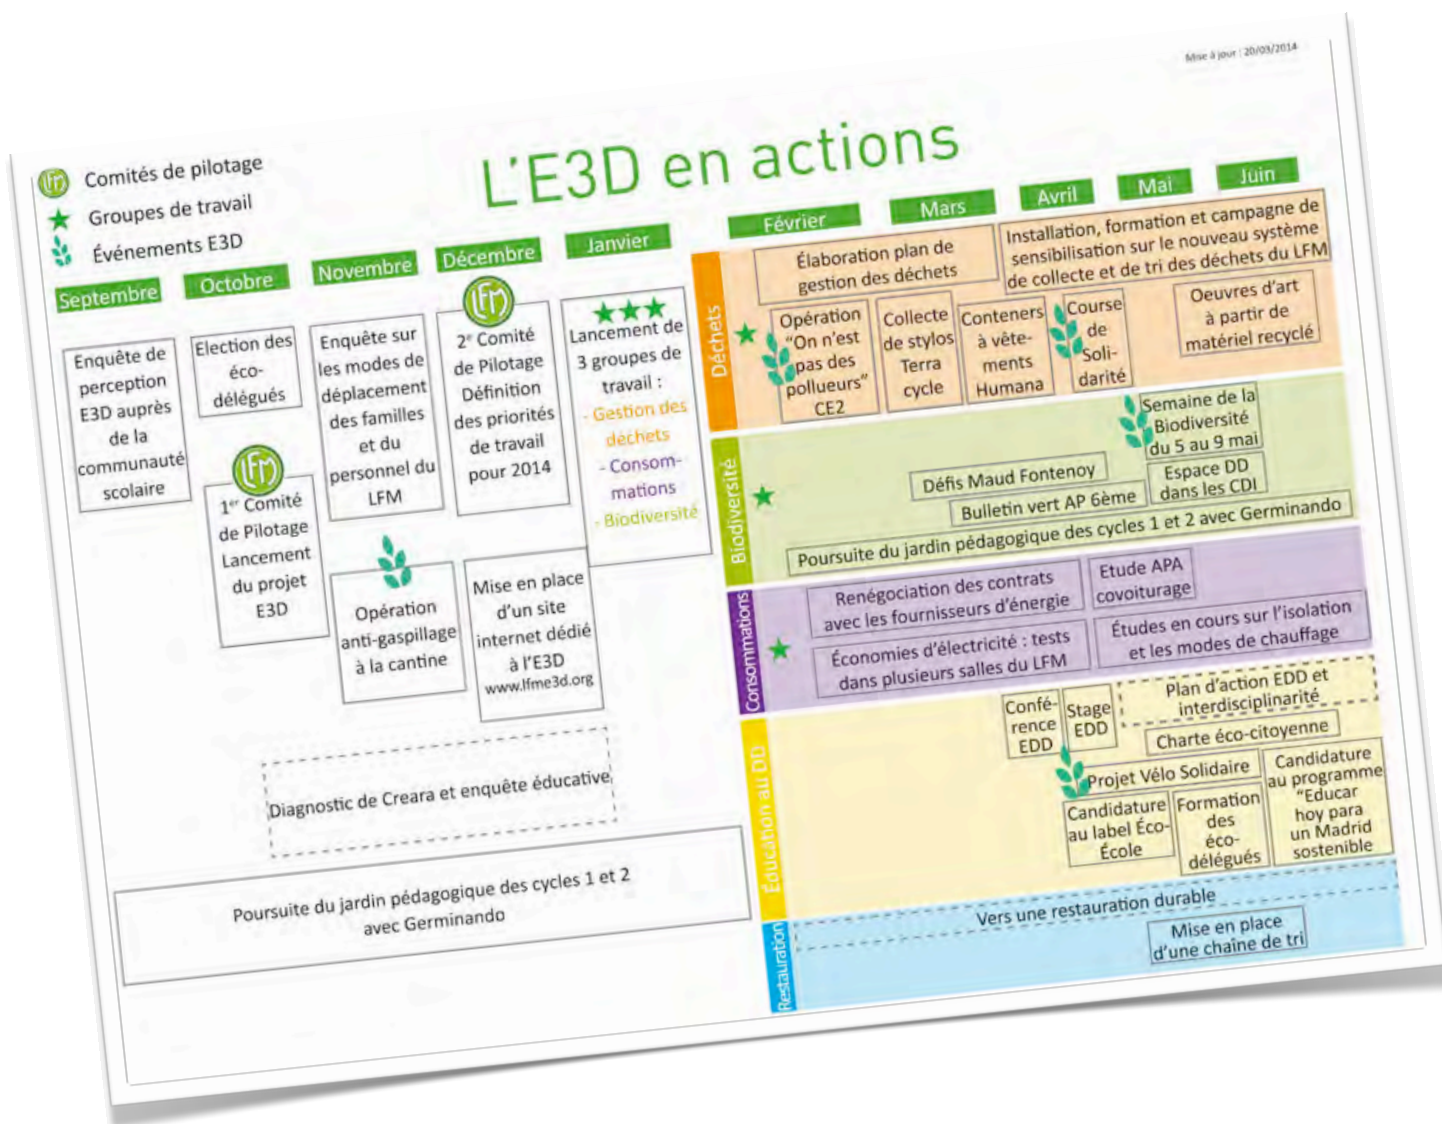 Mise à jour : 20/03/2014
L'E3D en actions
LFM
Comités de pilotage
Groupes de travail
Événements E3D
Septembre
Octobre
Novembre
Décembre
Janvier
Février
Mars
Avril
Mai
Juin
Enquête de
perception
E3D auprès
de la
communauté
scolaire
Election des
éco-
délégués
LFM
1er Comité
de Pilotage
Lancement
du projet
E3D
Enquête sur
les modes de
déplacement
des familles
et du
personnel du
LFM
Opération
anti-gaspillage
à la cantine
LFM
2e Comité
de Pilotage
Définition
des priorités
de travail
pour 2014
Mise en place
d'un site
internet dédié
à l'E3D
www.lfme3d.org
Lancement de
3 groupes de
travail :
- Gestion des
déchets
- Consom-
mations
- Biodiversité
Diagnostic de Creara et enquête éducative
Poursuite du jardin pédagogique des cycles 1 et 2
avec Germinando
Déchets
Élaboration plan de
gestion des déchets
Installation, formation et campagne de
sensibilisation sur le nouveau système
de collecte et de tri des déchets du LFM
Opération
"On n'est
pas des
pollueurs"
CE2
Collecte
de stylos
Terra
cycle
Conteners
à vête-
ments
Humana
Course
de
Soli-
darité
Oeuvres d'art
à partir de
matériel recyclé
Biodiversité
Semaine de la
Biodiversité
du 5 au 9 mai
Défis Maud Fontenoy
Bulletin vert AP 6ème
Espace DD
dans les CDI
Poursuite du jardin pédagogique des cycles 1 et 2 avec Germinando
Consommations
Renégociation des contrats
avec les fournisseurs d'énergie
Etude APA
covoiturage
Économies d'électricité : tests
dans plusieurs salles du LFM
Études en cours sur l'isolation
et les modes de chauffage
Éducation au DD
Confé-
rence
EDD
Stage
EDD
Plan d'action EDD et
interdisciplinarité
Charte éco-citoyenne
Projet Vélo Solidaire
Candidature
au label Éco-
École
Formation
des
éco-
délégués
Candidature
au programme
"Educar
hoy para
un Madrid
sostenible
Restauration
Vers une restauration durable
Mise en place
d'une chaîne de tri